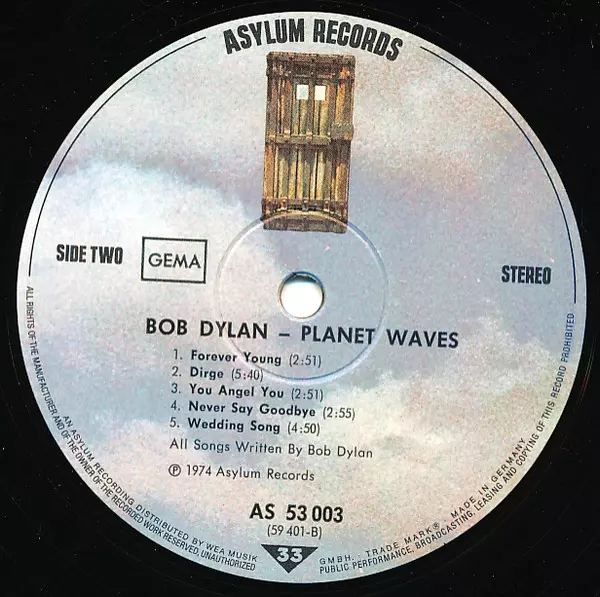 ASYLUM RECORDS
SIDE TWO
GEMA
STEREO
BOB DYLAN – PLANET WAVES
1. Forever Young (2:51)
2. Dirge (5:40)
3. You Angel You (2:51)
4. Never Say Goodbye (2:55)
5. Wedding Song (4:50)
All Songs Written By Bob Dylan
Ⓟ 1974 Asylum Records
AS 53 003
(59 401-B)
33
ALL RIGHTS OF THE MANUFACTURER AND OF THE OWNER OF THE RECORDED WORK RESERVED, UNAUTHORIZED PUBLIC PERFORMANCE, BROADCASTING, LEASING AND COPYING OF THIS RECORD PROHIBITED
AN ASYLUM RECORDING DISTRIBUTED BY WEA MUSIK GMBH. TRADE MARK® MADE IN GERMANY